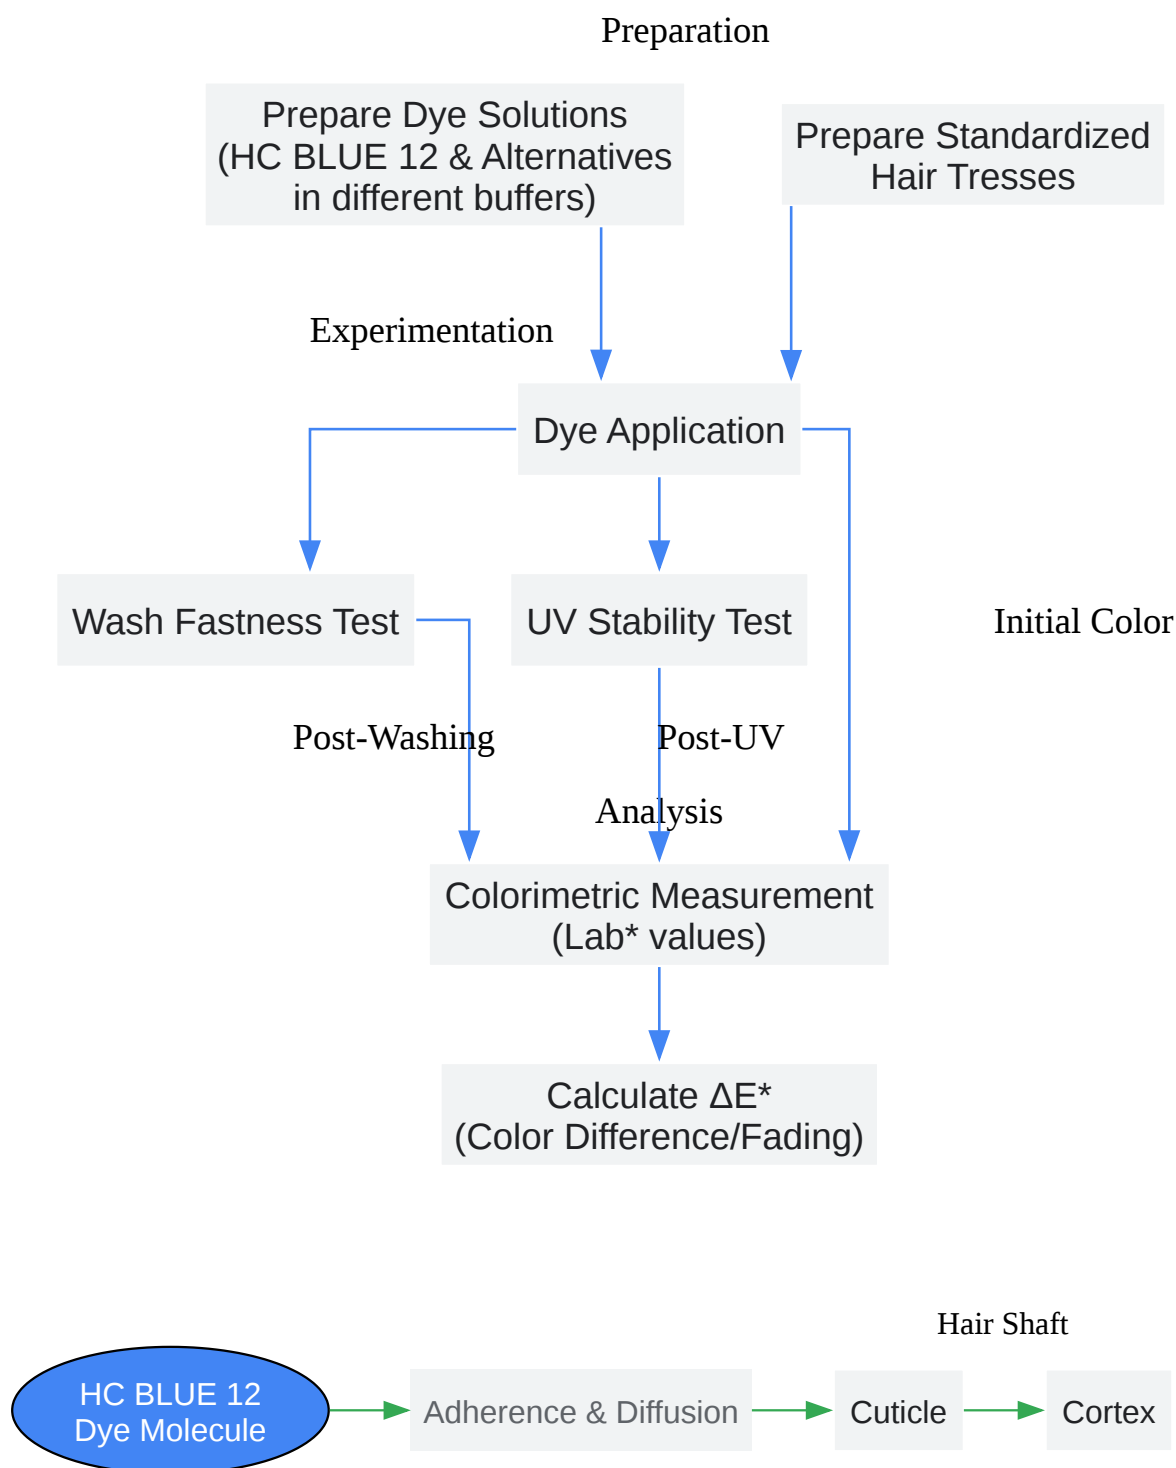 Preparation
Prepare Dye Solutions
(HC BLUE 12 & Alternatives
in different buffers)
Prepare Standardized
Hair Tresses
Experimentation
Dye Application
Wash Fastness Test
UV Stability Test
Initial Color
Post-Washing
Post-UV
Analysis
Colorimetric Measurement
(Lab* values)
Calculate ΔE*
(Color Difference/Fading)
Hair Shaft
HC BLUE 12
Dye Molecule
Adherence & Diffusion
Cuticle
Cortex